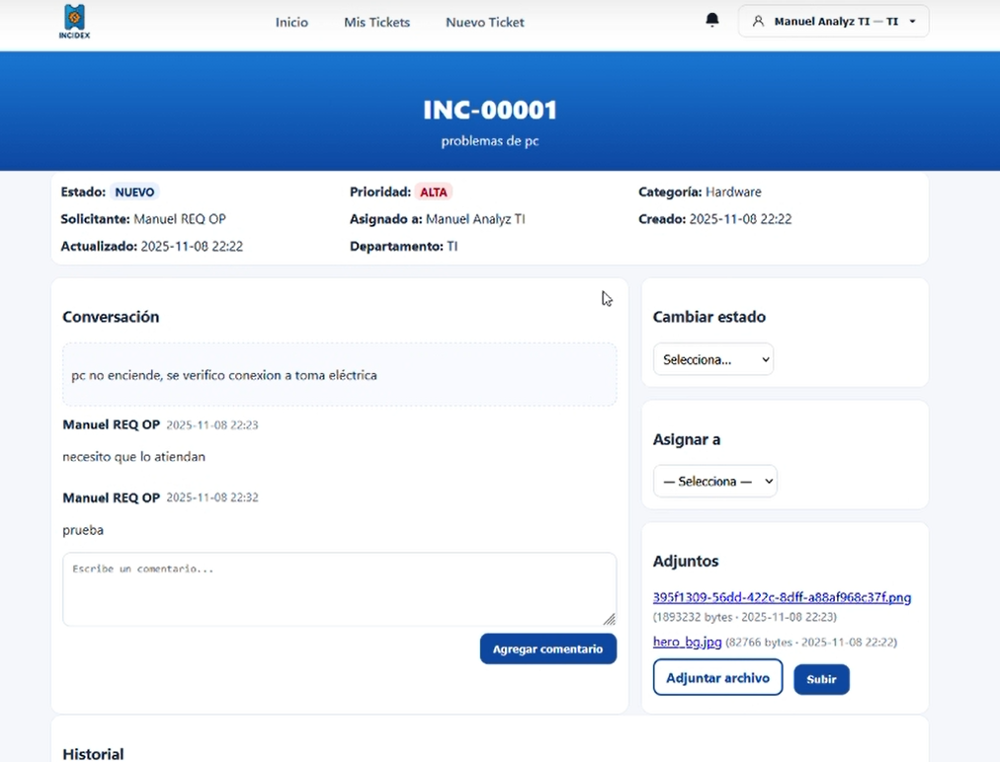 INCIDEX
Inicio Mis Tickets Nuevo Ticket Manuel Analyz TI — TI
INC-00001
problemas de pc
Estado: NUEVO Prioridad: ALTA Categoría: Hardware
Solicitante: Manuel REQ OP Asignado a: Manuel Analyz TI Creado: 2025-11-08 22:22
Actualizado: 2025-11-08 22:22 Departamento: TI
Conversación
pc no enciende, se verifico conexion a toma eléctrica
Manuel REQ OP 2025-11-08 22:23
necesito que lo atiendan
Manuel REQ OP 2025-11-08 22:32
prueba
Escribe un comentario...
Agregar comentario
Cambiar estado
Selecciona...
Asignar a
— Selecciona —
Adjuntos
395f1309-56dd-422c-8dff-a88af968c37f.png
(1893232 bytes · 2025-11-08 22:23)
hero_bg.jpg (82766 bytes · 2025-11-08 22:22)
Adjuntar archivo Subir
Historial